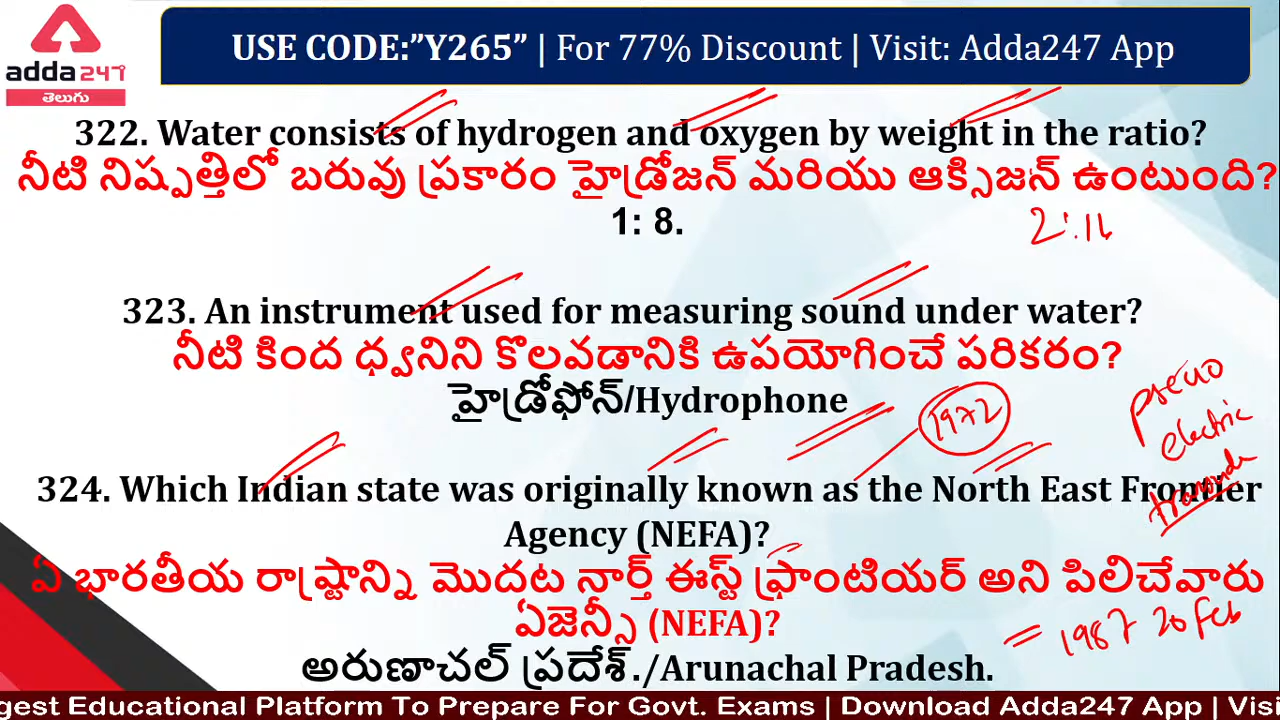 USE CODE:"Y265" | For 77% Discount | Visit: Adda247 App
adda247
తెలుగు
322. Water consists of hydrogen and oxygen by weight in the ratio?
నీటి నిష్పత్తిలో బరువు ప్రకారం హైడ్రోజన్ మరియు ఆక్సిజన్ ఉంటుంది?
1: 8.
2:16
323. An instrument used for measuring sound under water?
నీటి కింద ధ్వనిని కొలవడానికి ఉపయోగించే పరికరం?
హైడ్రోఫోన్/Hydrophone
1972
electric
324. Which Indian state was originally known as the North East Frontier
Agency (NEFA)?
ఏ భారతీయ రాష్ట్రాన్ని మొదట నార్త్ ఈస్ట్ ఫ్రాంటియర్ అని పిలిచేవారు
ఏజెన్సీ (NEFA)?
= 1987 20 Feb
అరుణాచల్ ప్రదేశ్./Arunachal Pradesh.
gest Educational Platform To Prepare For Govt. Exams | Download Adda247 App | Visi